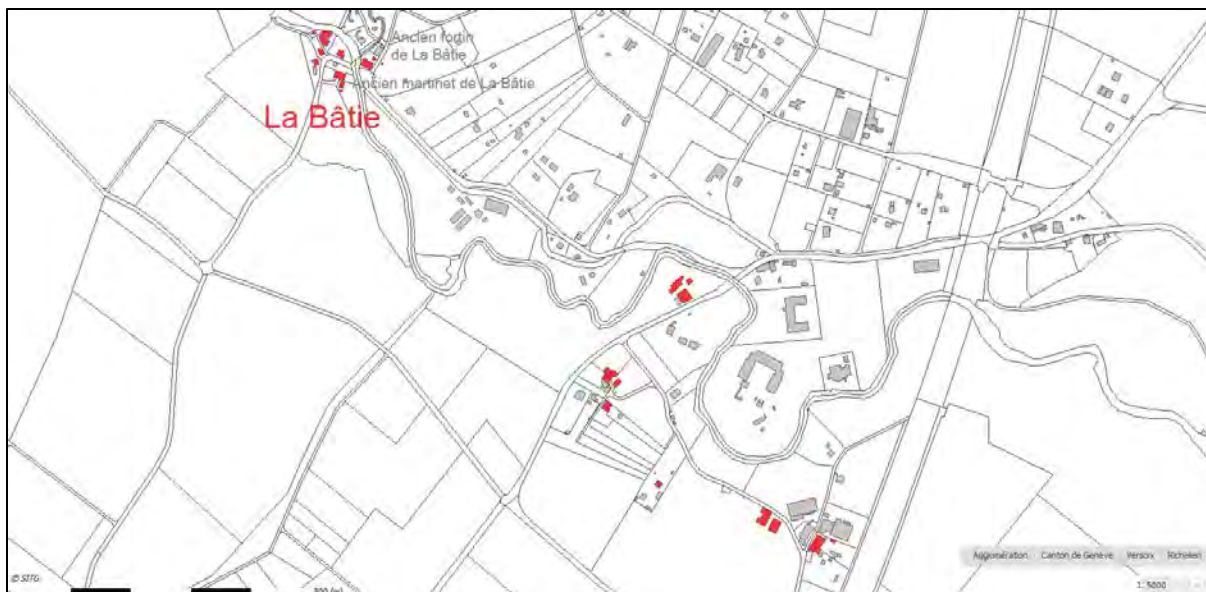 Ancien fortin
de La Bâtie
Ancien martinet de La Bâtie
La Bâtie
Agglomération Canton de Genève Versoix Richelien
© SITG
300 (m)
1: 5000